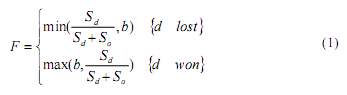 F = { min(S_d / (S_d + S_o), b) {d lost}
max(b, S_d / (S_d + S_o)) {d won} (1)